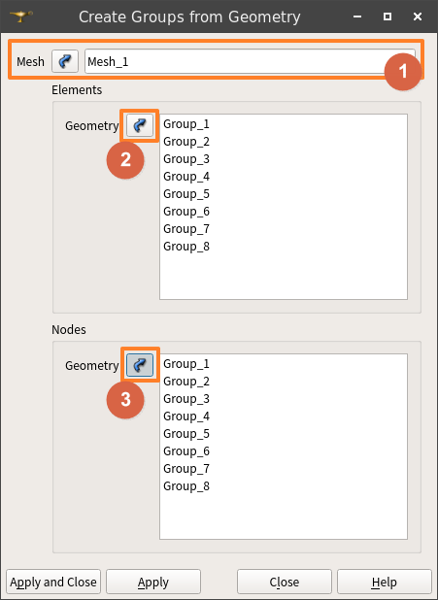 Create Groups from Geometry
Mesh Mesh_1
1
Elements
Geometry
2
Group_1
Group_2
Group_3
Group_4
Group_5
Group_6
Group_7
Group_8
Nodes
Geometry
3
Group_1
Group_2
Group_3
Group_4
Group_5
Group_6
Group_7
Group_8
Apply and Close Apply Close Help